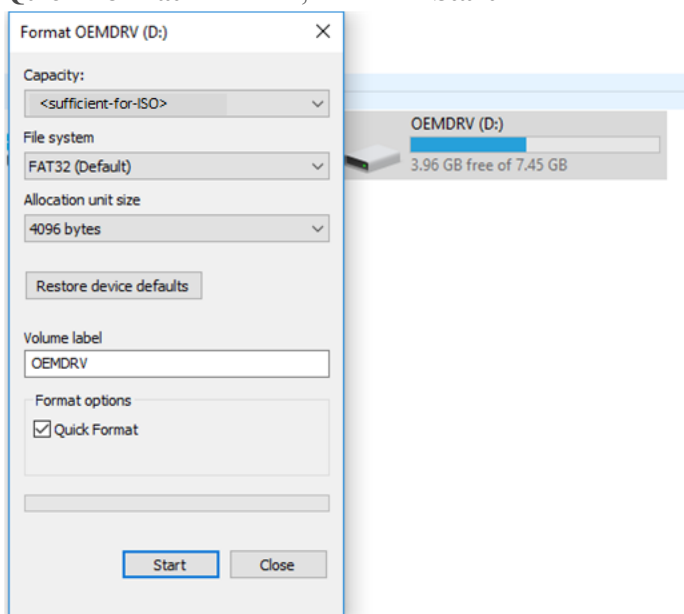 Format OEMDRV (D:)
Capacity:
<sufficient-for-ISO>
File system
FAT32 (Default)
Allocation unit size
4096 bytes
Restore device defaults
Volume label
OEMDRV
Format options
Quick Format
Start
Close
OEMDRV (D:)
3.96 GB free of 7.45 GB